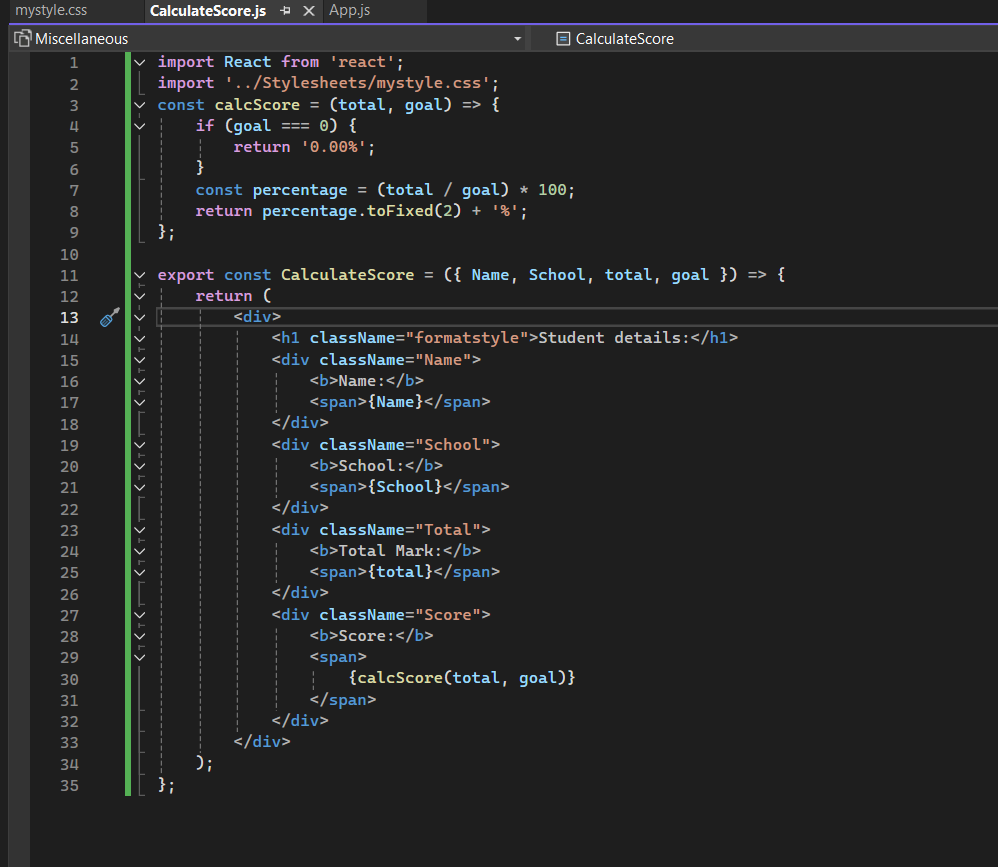 mystyle.css CalculateScore.js App.js
Miscellaneous CalculateScore
1 import React from 'react';
2 import '../Stylesheets/mystyle.css';
3 const calcScore = (total, goal) => {
4     if (goal === 0) {
5         return '0.00%';
6     }
7     const percentage = (total / goal) * 100;
8     return percentage.toFixed(2) + '%';
9 };
10
11 export const CalculateScore = ({ Name, School, total, goal }) => {
12     return (
13         <div>
14             <h1 className="formatstyle">Student details:</h1>
15             <div className="Name">
16                 <b>Name:</b>
17                 <span>{Name}</span>
18             </div>
19             <div className="School">
20                 <b>School:</b>
21                 <span>{School}</span>
22             </div>
23             <div className="Total">
24                 <b>Total Mark:</b>
25                 <span>{total}</span>
26             </div>
27             <div className="Score">
28                 <b>Score:</b>
29                 <span>
30                     {calcScore(total, goal)}
31                 </span>
32             </div>
33         </div>
34     );
35 };